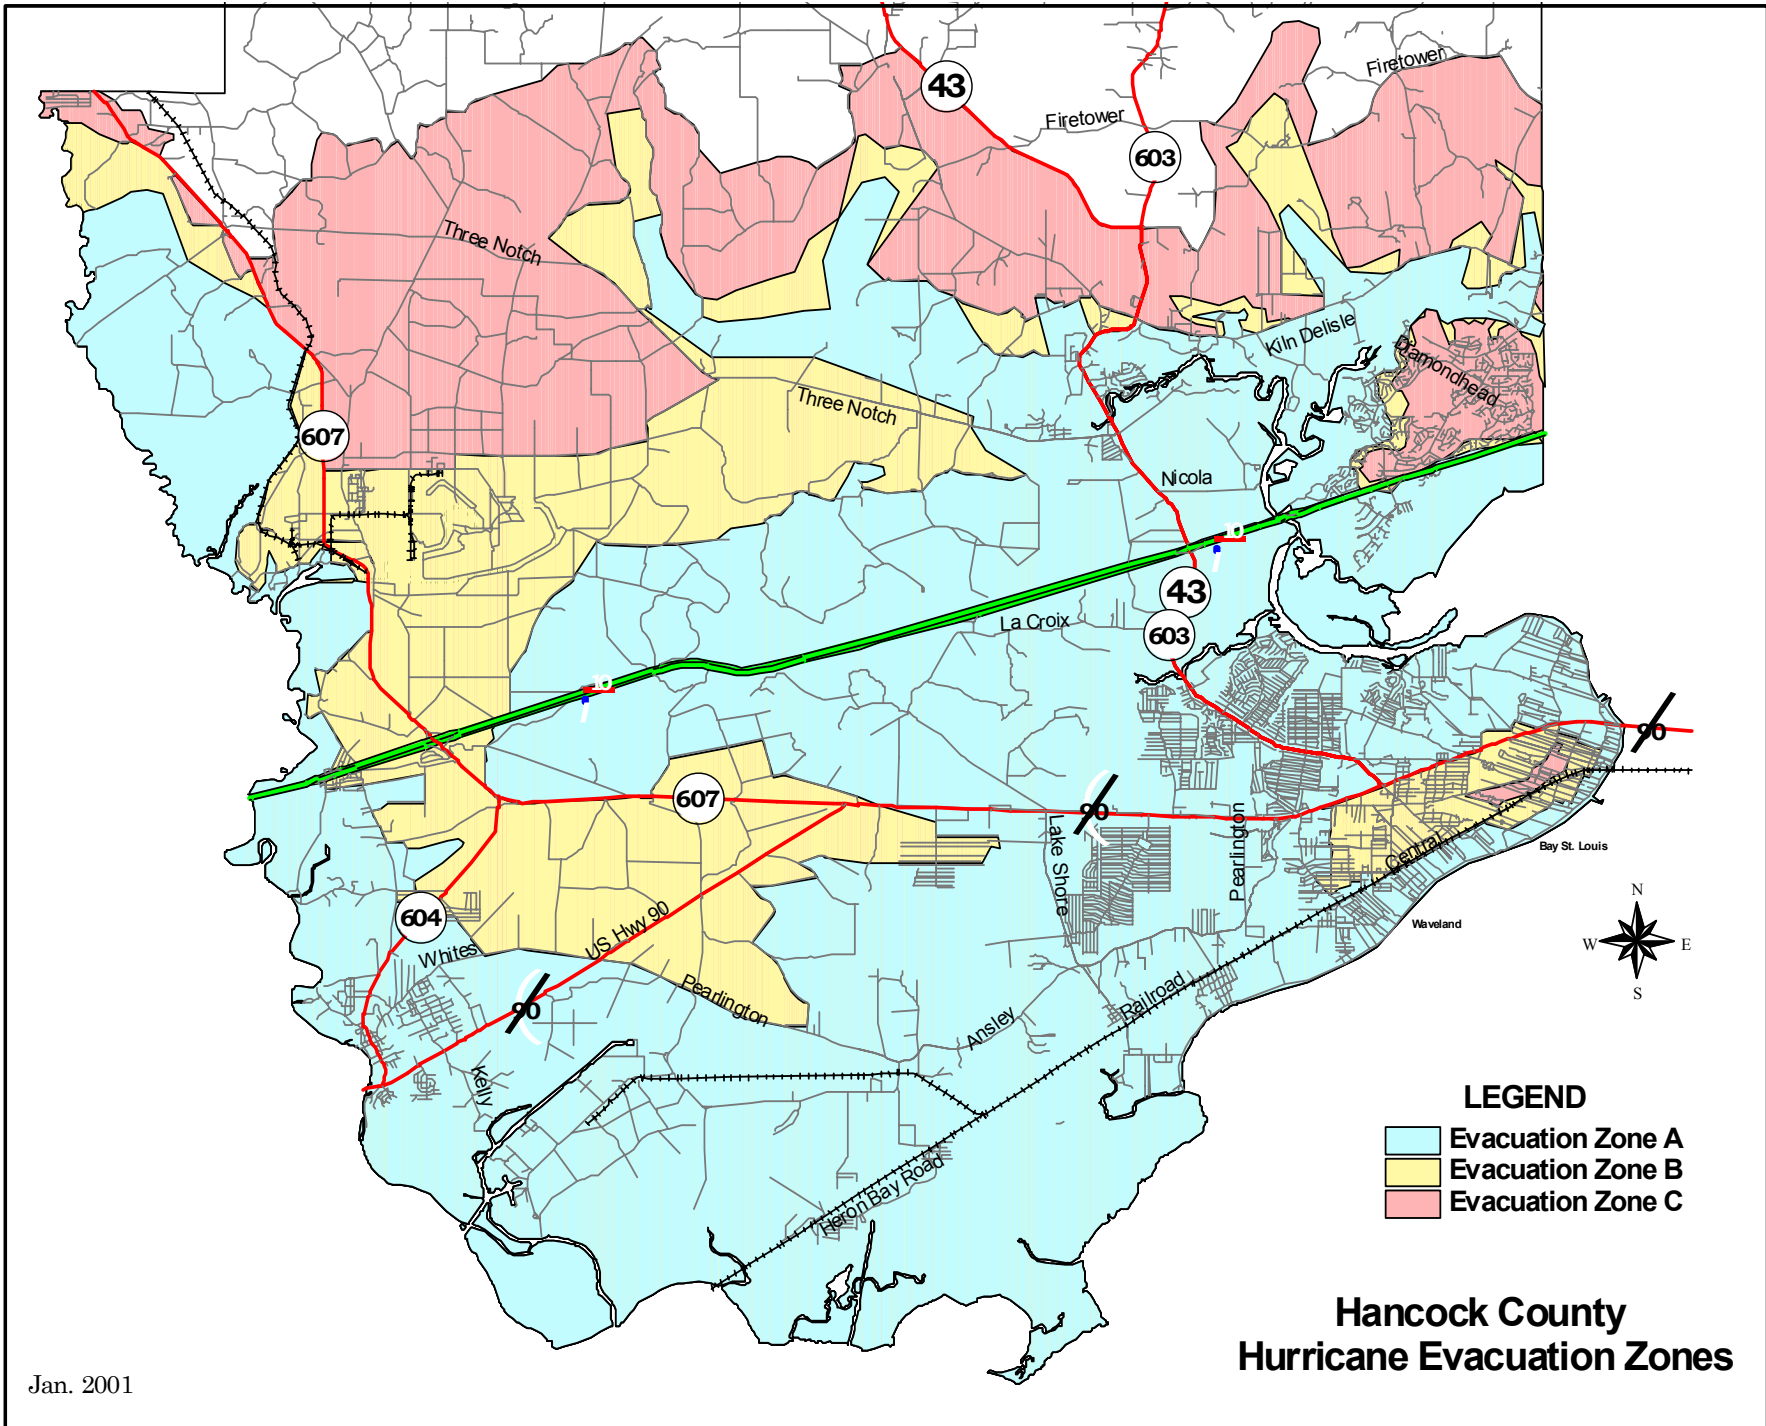 43
Firetower
Firetower
603
Three Notch
Kiln Delisle
Diamondhead
Three Notch
607
Nicola
10
43
La Croix
603
10
90
607
90
Lake Shore
Pearlington
Central
Bay St. Louis
604
US Hwy 90
Waveland
Whites
N
W E
S
90
Pearlington
Railroad
Ansley
Kelly
Heron Bay Road
LEGEND
Evacuation Zone A
Evacuation Zone B
Evacuation Zone C
Hancock County
Hurricane Evacuation Zones
Jan. 2001